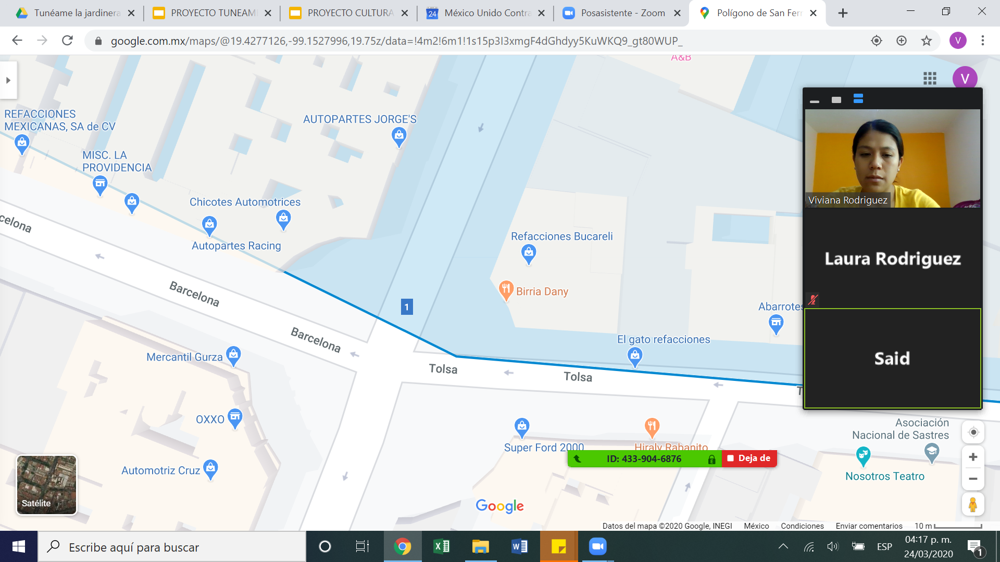 Tunéame la jardinera
PROYECTO TUNEAM
PROYECTO CULTURA
24
México Unido Contra
Posasistente - Zoom
Polígono de San Ferr
google.com.mx/maps/@19.4277126,-99.1527996,19.75z/data=!4m2!6m1!1s15p3I3xmgF4dGhdyy5KuWKQ9_gt80WUP_
V
V
A&B
REFACCIONES
MEXICANAS, SA de CV
AUTOPARTES JORGE'S
MISC. LA
PROVIDENCIA
Chicotes Automotrices
Autopartes Racing
Refacciones Bucareli
Birria Dany
Abarrotes
El gato refacciones
celona
Barcelona
1
Barcelona
Mercantil Gurza
Tolsa
Tolsa
T
OXXO
Super Ford 2000
Hiraly Rabanito
Automotriz Cruz
Asociación
Nacional de Sastres
Nosotros Teatro
Viviana Rodriguez
Laura Rodriguez
Said
ID: 433-904-6876
Deja de
Satélite
Google
Datos del mapa ©2020 Google, INEGI
México
Condiciones
Enviar comentarios
10 m
Escribe aquí para buscar
ESP
04:17 p. m.
24/03/2020
1